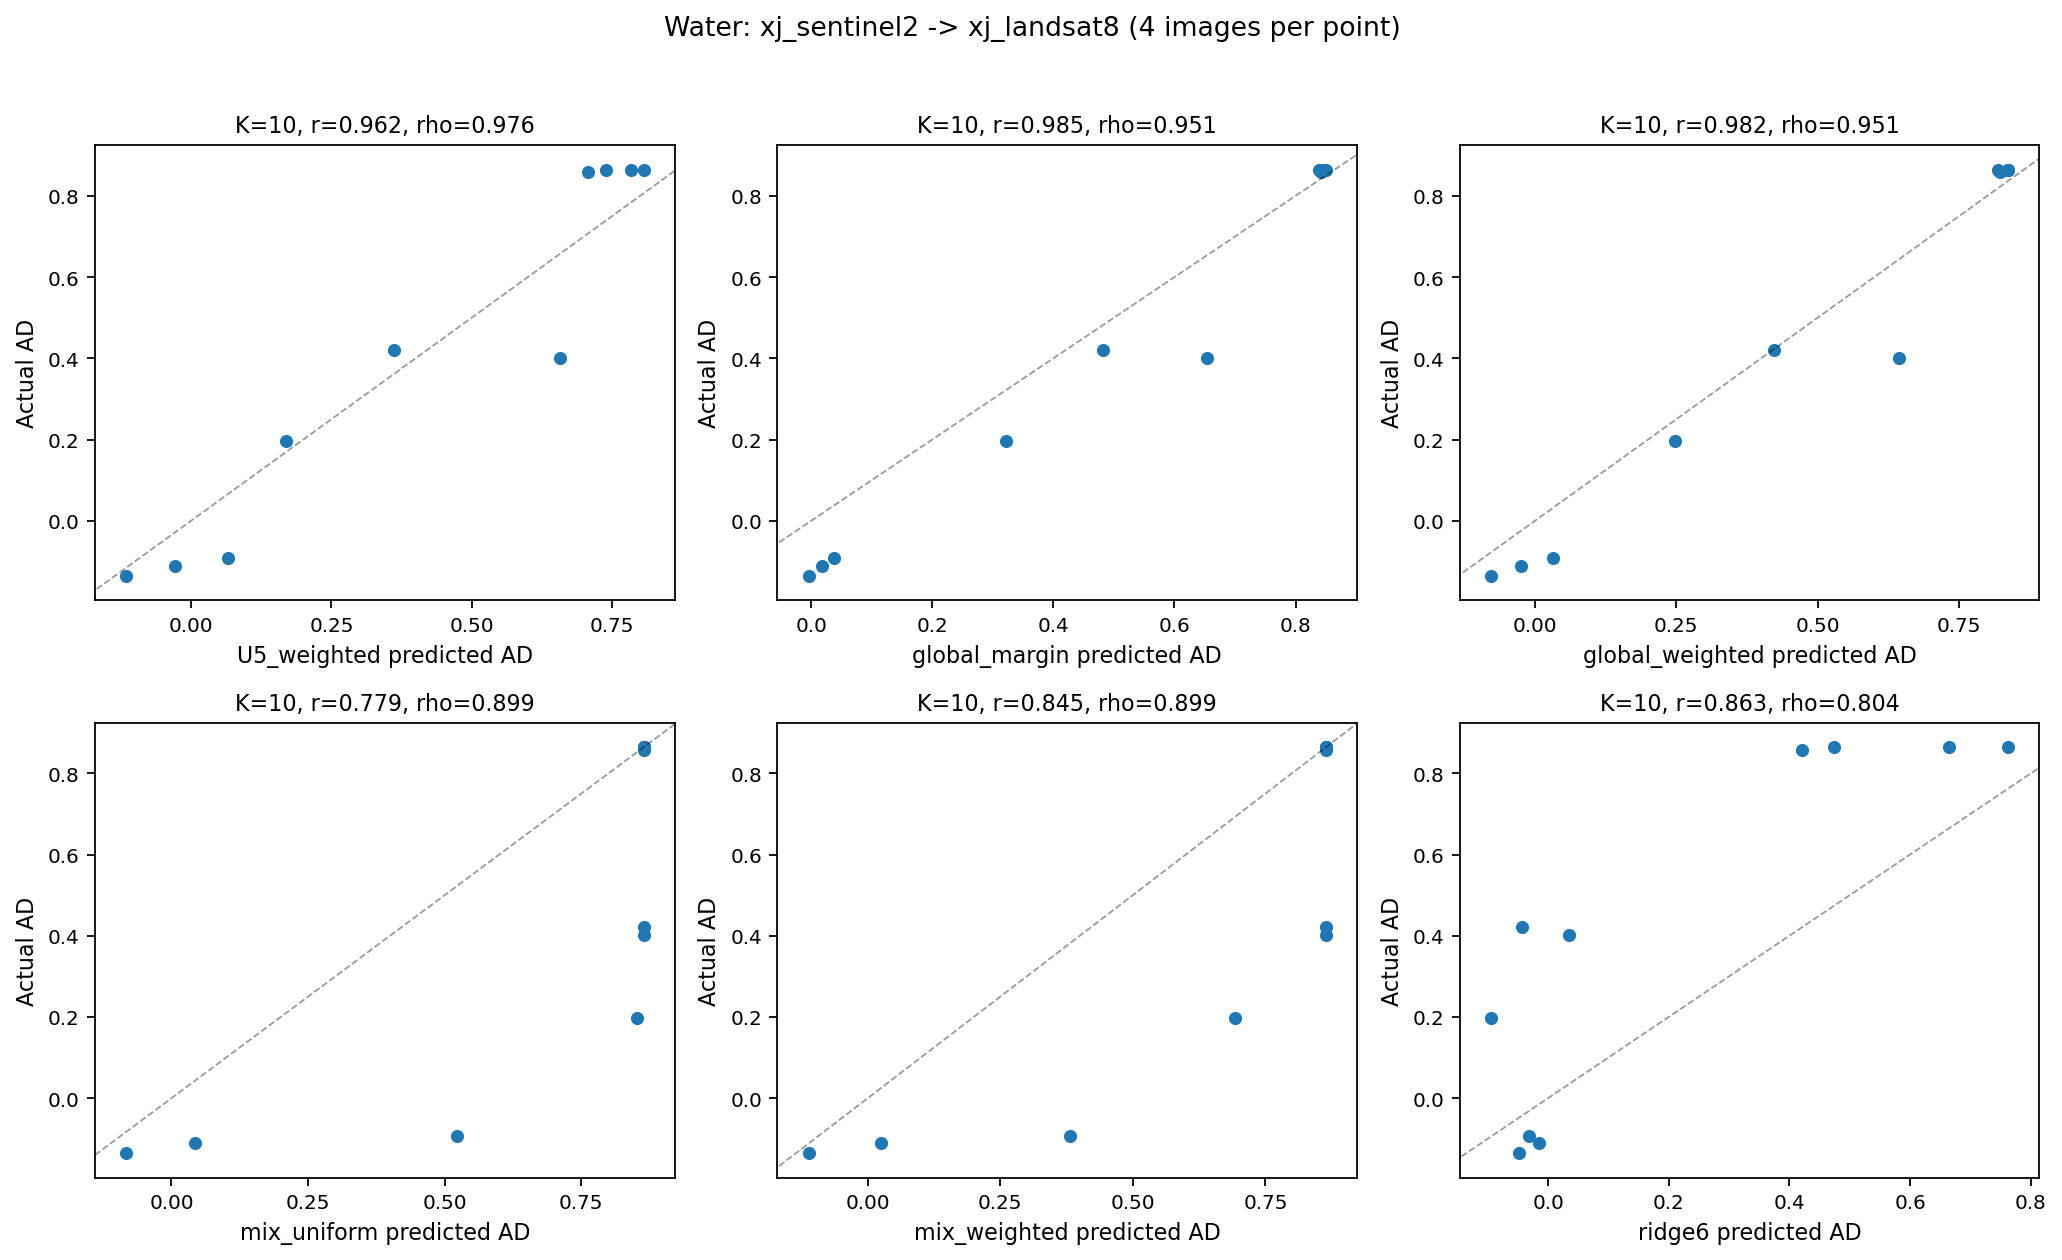 Water: xj_sentinel2 -> xj_landsat8 (4 images per point)
K=10, r=0.962, rho=0.976
Actual AD
0.8
0.6
0.4
0.2
0.0
0.00 0.25 0.50 0.75
U5_weighted predicted AD
K=10, r=0.985, rho=0.951
Actual AD
0.8
0.6
0.4
0.2
0.0
0.0 0.2 0.4 0.6 0.8
global_margin predicted AD
K=10, r=0.982, rho=0.951
Actual AD
0.8
0.6
0.4
0.2
0.0
0.00 0.25 0.50 0.75
global_weighted predicted AD
K=10, r=0.779, rho=0.899
Actual AD
0.8
0.6
0.4
0.2
0.0
0.00 0.25 0.50 0.75
mix_uniform predicted AD
K=10, r=0.845, rho=0.899
Actual AD
0.8
0.6
0.4
0.2
0.0
0.00 0.25 0.50 0.75
mix_weighted predicted AD
K=10, r=0.863, rho=0.804
Actual AD
0.8
0.6
0.4
0.2
0.0
0.0 0.2 0.4 0.6 0.8
ridge6 predicted AD